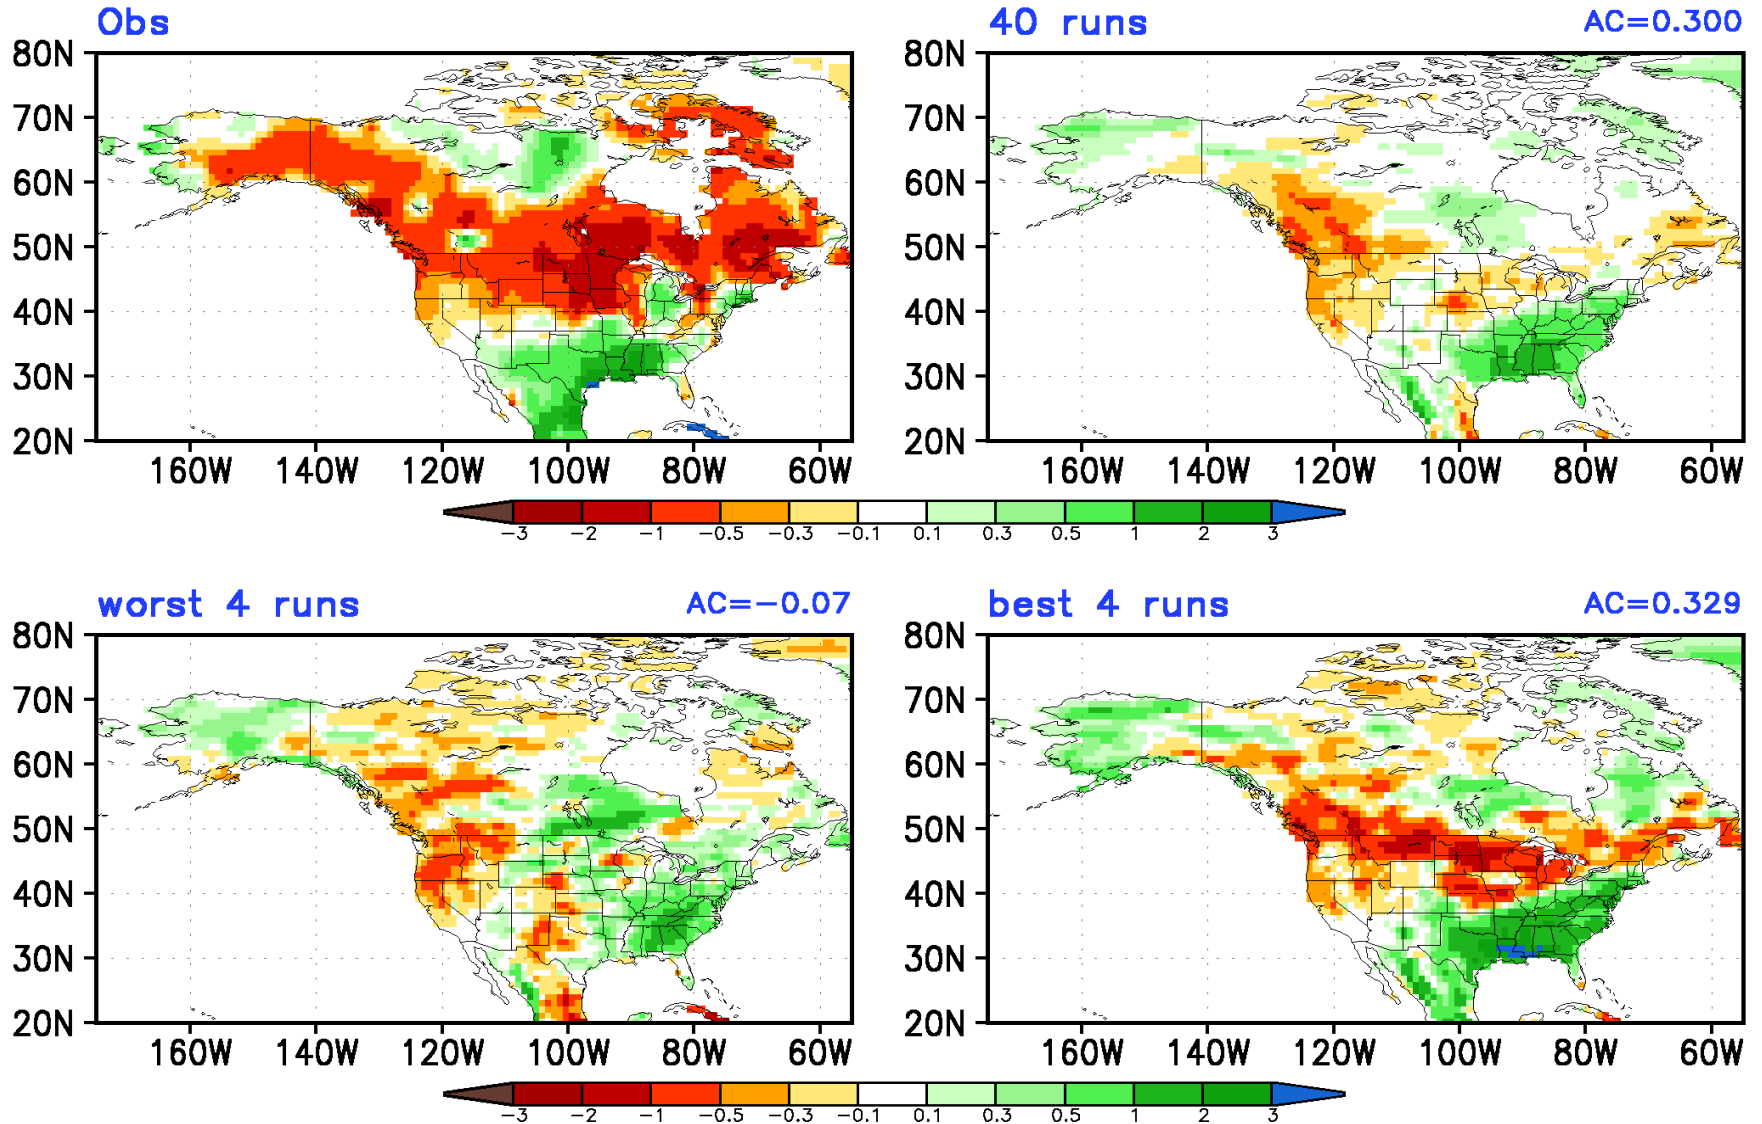 Obs
40 runs AC=0.300
80N 80N
70N 70N
60N 60N
50N 50N
40N 40N
30N 30N
20N 20N
160W 140W 120W 100W 80W 60W 160W 140W 120W 100W 80W 60W
-3 -2 -1 -0.5 -0.3 -0.1 0.1 0.3 0.5 1 2 3
worst 4 runs AC=-0.07
best 4 runs AC=0.329
80N 80N
70N 70N
60N 60N
50N 50N
40N 40N
30N 30N
20N 20N
160W 140W 120W 100W 80W 60W 160W 140W 120W 100W 80W 60W
-3 -2 -1 -0.5 -0.3 -0.1 0.1 0.3 0.5 1 2 3